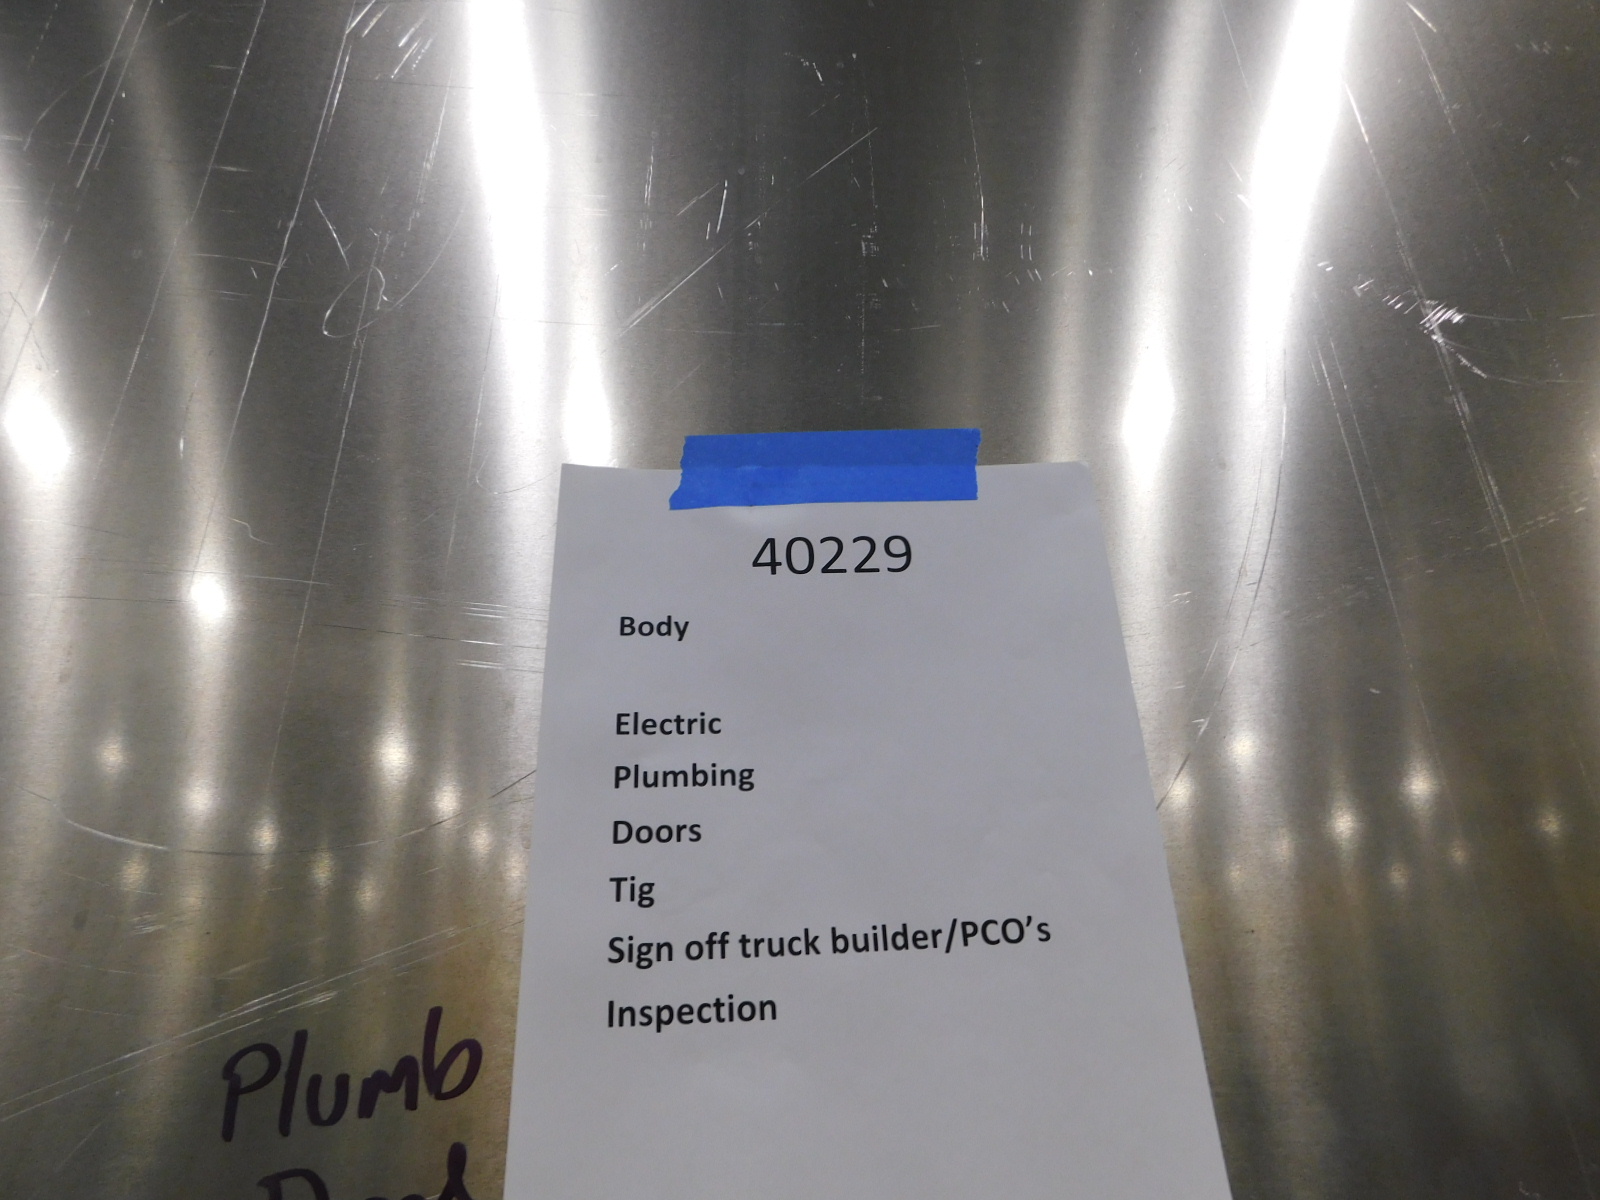 40229
Body
Electric
Plumbing
Doors
Tig
Sign off truck builder/PCO’s
Inspection
Plumb